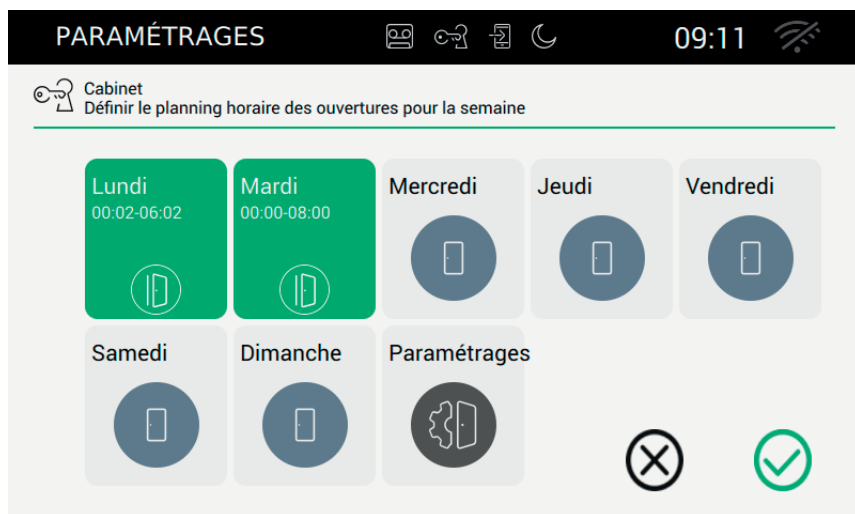 PARAMÉTRAGES
09:11
Cabinet
Définir le planning horaire des ouvertures pour la semaine
Lundi
00:02-06:02
Mardi
00:00-08:00
Mercredi
Jeudi
Vendredi
Samedi
Dimanche
Paramétrages